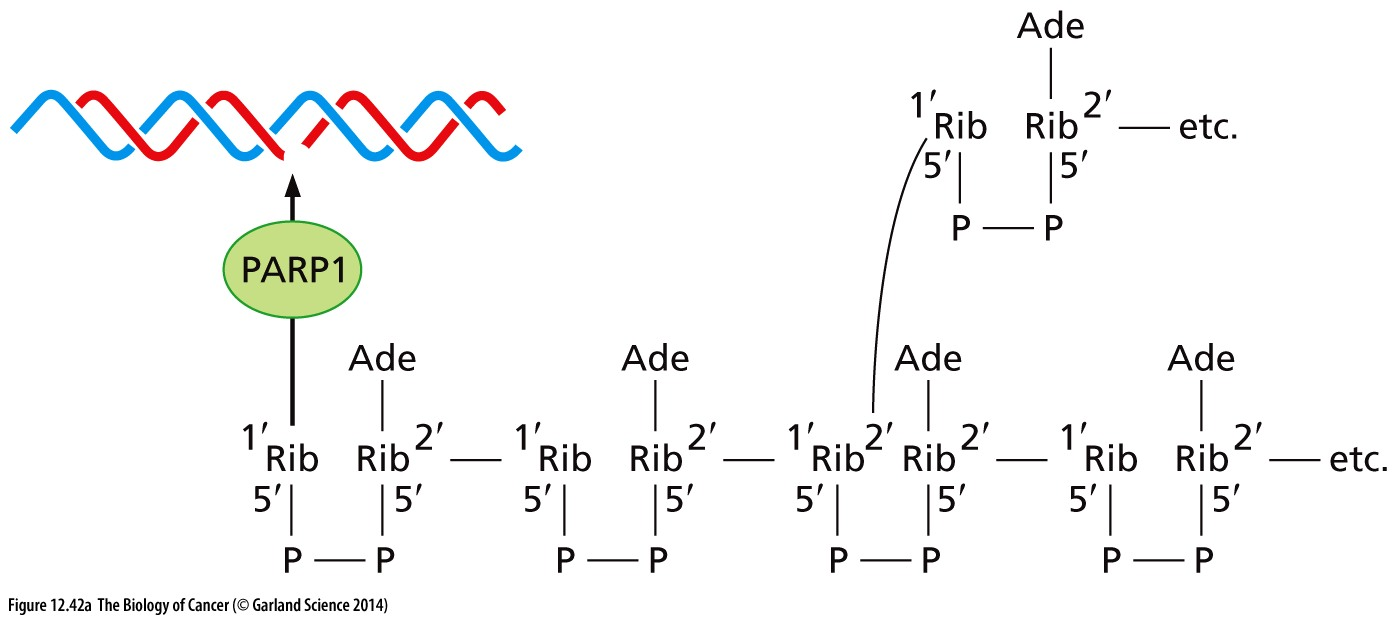 Ade
1′ Rib Rib 2′ etc.
5′ 5′
P P
PARP1
Ade Ade Ade Ade
1′ Rib Rib 2′ 1′ Rib Rib 2′ 1′ Rib 2′ Rib 2′ 1′ Rib Rib 2′ etc.
5′ 5′ 5′ 5′ 5′ 5′ 5′ 5′
P P P P P P P P
Figure 12.42a The Biology of Cancer (© Garland Science 2014)